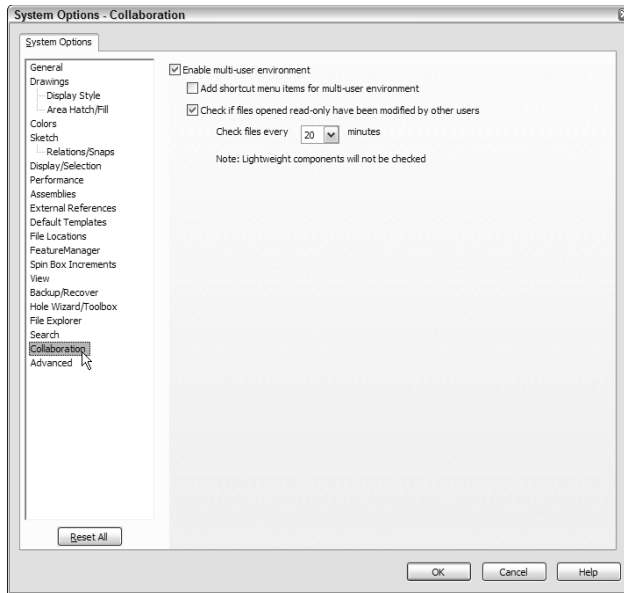 System Options - Collaboration
System Options
General
Drawings
Display Style
Area Hatch/Fill
Colors
Sketch
Relations/Snaps
Display/Selection
Performance
Assemblies
External References
Default Templates
File Locations
FeatureManager
Spin Box Increments
View
Backup/Recover
Hole Wizard/Toolbox
File Explorer
Search
Collaboration
Advanced
Reset All
Enable multi-user environment
Add shortcut menu items for multi-user environment
Check if files opened read-only have been modified by other users
Check files every 20 minutes
Note: Lightweight components will not be checked
OK Cancel Help